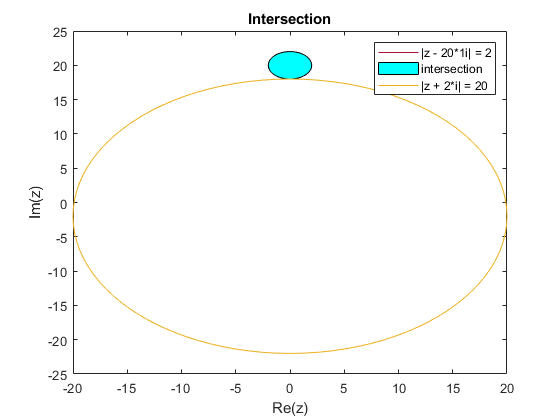 Intersection
|z - 20*1i| = 2
intersection
|z + 2*i| = 20
25
20
15
10
5
0
-5
-10
-15
-20
-25
Im(z)
-20 -15 -10 -5 0 5 10 15 20
Re(z)